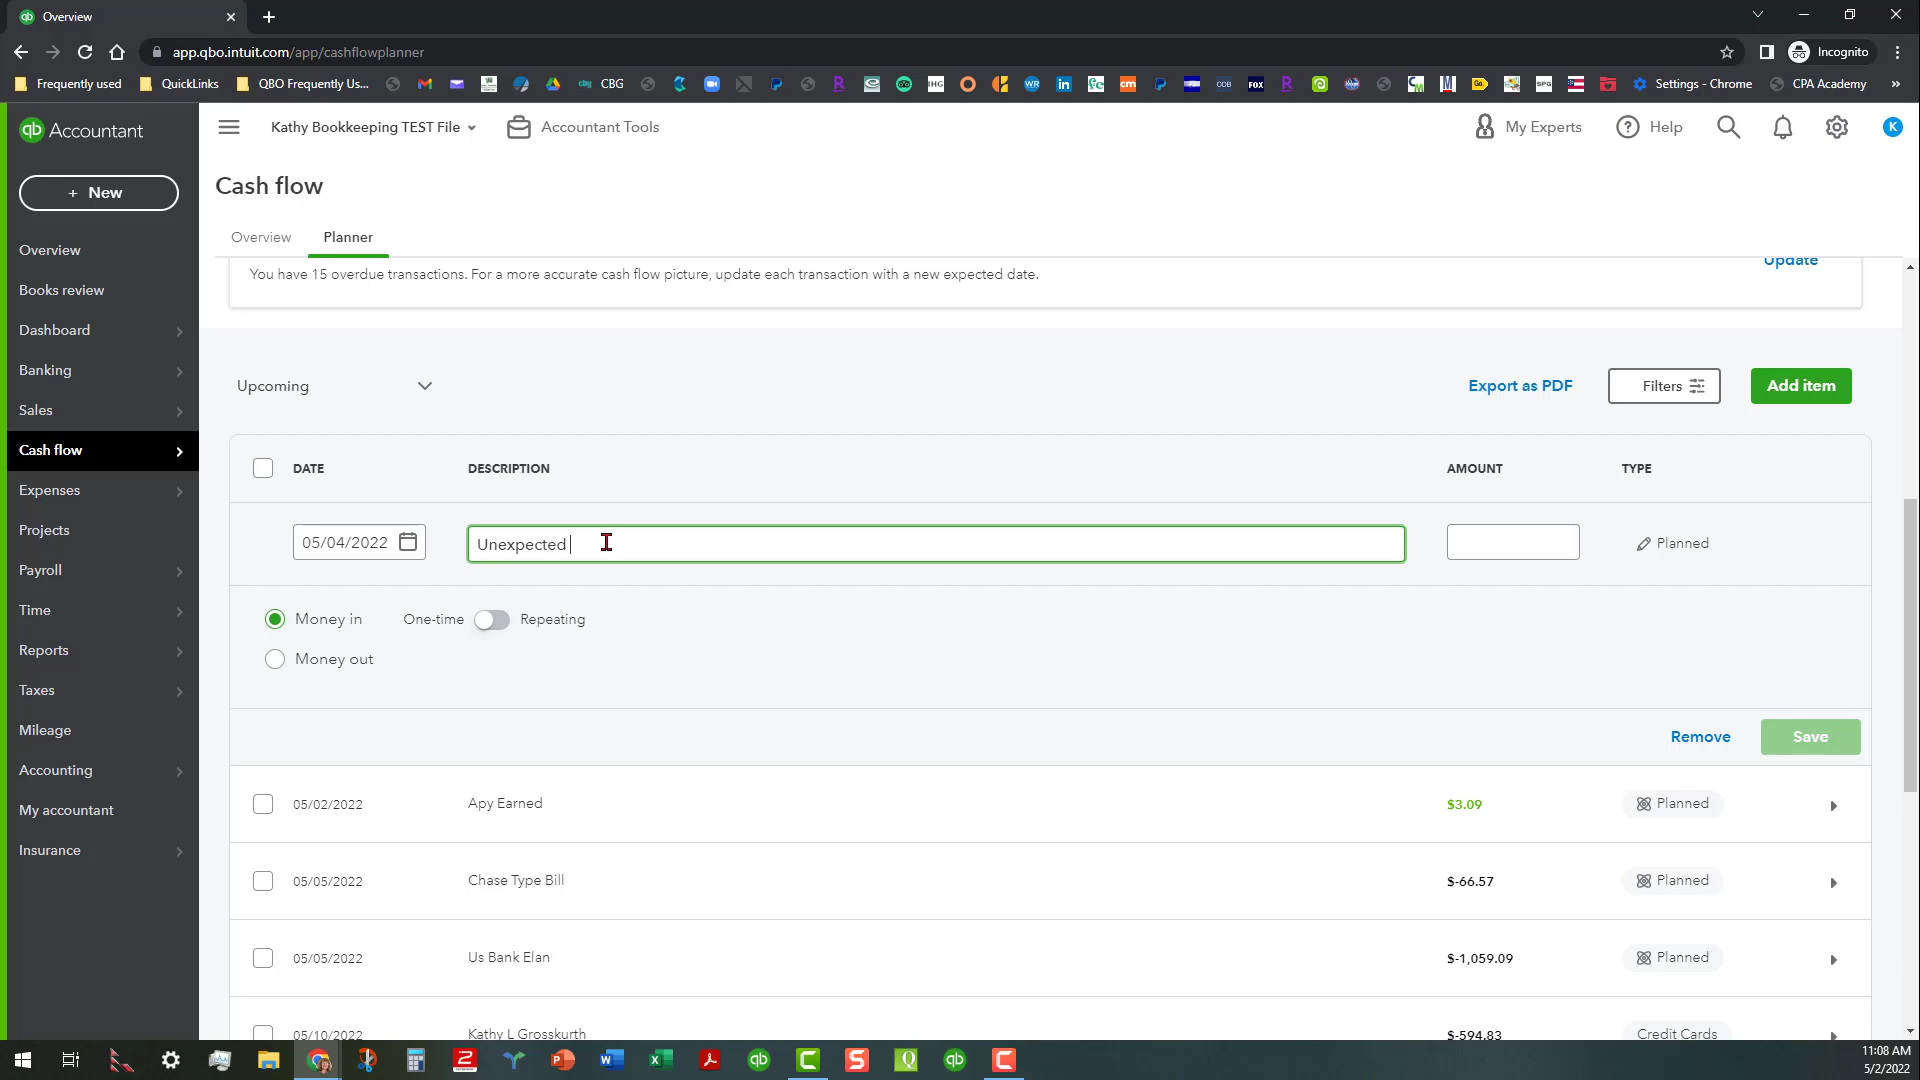 Overview
app.qbo.intuit.com/app/cashflowplanner
Incognito
Frequently used
QuickLinks
QBO Frequently Us...
CBG
Settings - Chrome
CPA Academy
»
qb Accountant
Kathy Bookkeeping TEST File
Accountant Tools
My Experts
Help
K
+ New
Cash flow
Overview
Planner
Overview
Books review
Dashboard
Banking
Sales
Cash flow
Expenses
Projects
Payroll
Time
Reports
Taxes
Mileage
Accounting
My accountant
Insurance
You have 15 overdue transactions. For a more accurate cash flow picture, update each transaction with a new expected date.
Update
Upcoming
Export as PDF
Filters
Add item
DATE DESCRIPTION AMOUNT TYPE
05/04/2022 Unexpected Planned
Money in One-time Repeating
Money out
Remove Save
05/02/2022 Apy Earned $3.09 Planned
05/05/2022 Chase Type Bill $-66.57 Planned
05/05/2022 Us Bank Elan $-1,059.09 Planned
05/10/2022 Kathy L Grosskurth $-594.83 Credit Cards
11:08 AM
5/2/2022